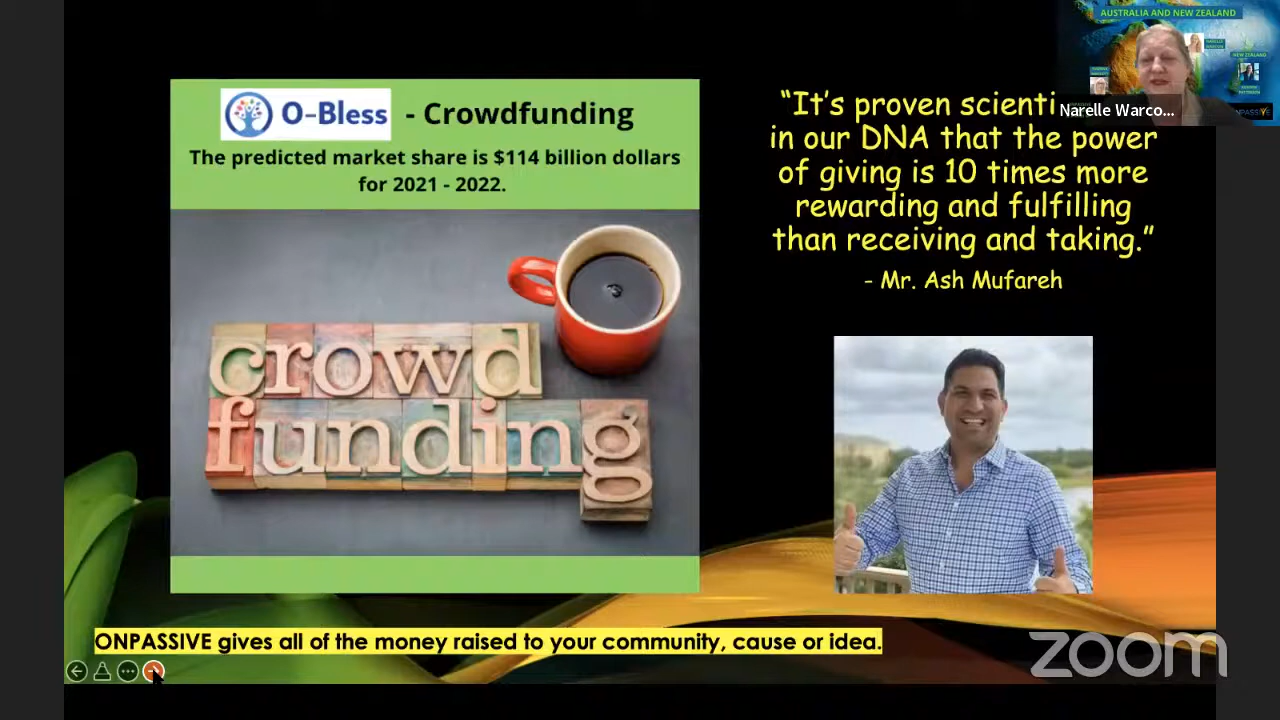 O-Bless - Crowdfunding
The predicted market share is $114 billion dollars
for 2021 - 2022.
crowd
funding
“It's proven
in our DNA that the power
of giving is 10 times more
rewarding and fulfilling
than receiving and taking.”
- Mr. Ash Mufareh
ONPASSIVE gives all of the money raised to your community, cause or idea.
AUSTRALIA AND NEW ZEALAND
NEW ZEALAND
Narelle Warco...
zoom